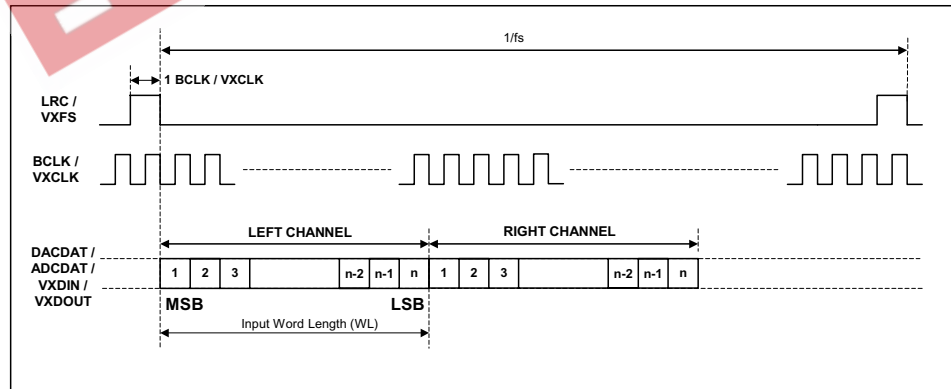 1/fs
1 BCLK / VXCLK
LRC /
VXFS
BCLK /
VXCLK
LEFT CHANNEL
RIGHT CHANNEL
DACDAT /
ADCDAT /
VXDIN /
VXDOUT
1 2 3 n-2 n-1 n 1 2 3 n-2 n-1 n
MSB LSB
Input Word Length (WL)